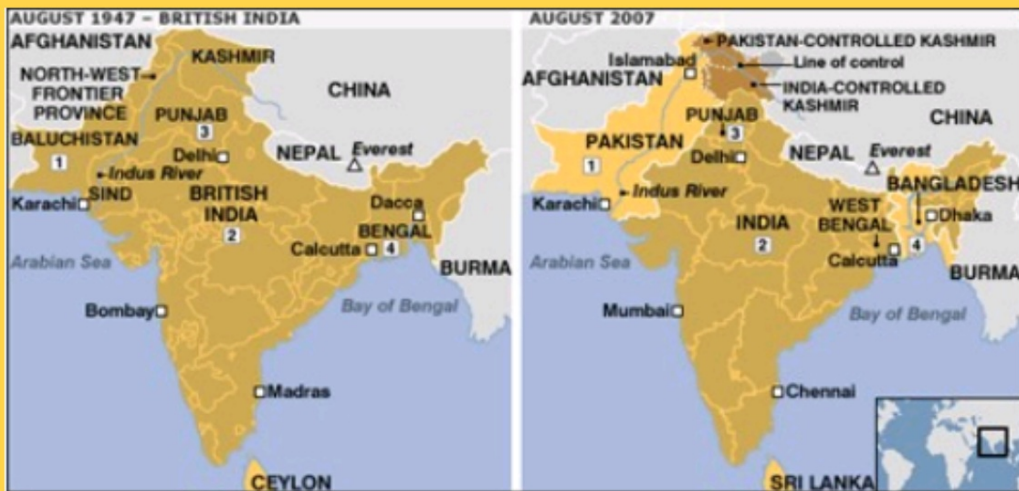 AUGUST 1947 – BRITISH INDIA
AFGHANISTAN
KASHMIR
NORTH-WEST
FRONTIER
PROVINCE
CHINA
PUNJAB
3
BALUCHISTAN
1
Delhi
NEPAL
Everest
Indus River
SIND
BRITISH
INDIA
2
Karachi
Dacca
BENGAL
4
Calcutta
Arabian Sea
BURMA
Bay of Bengal
Bombay
Madras
CEYLON
AUGUST 2007
PAKISTAN-CONTROLLED KASHMIR
Islamabad
Line of control
AFGHANISTAN
INDIA-CONTROLLED
KASHMIR
CHINA
PUNJAB
3
PAKISTAN
1
Delhi
NEPAL
Everest
Indus River
BANGLADESH
Karachi
WEST
BENGAL
Dhaka
INDIA
2
4
Calcutta
Arabian Sea
BURMA
Bay of Bengal
Mumbai
Chennai
SRI LANKA